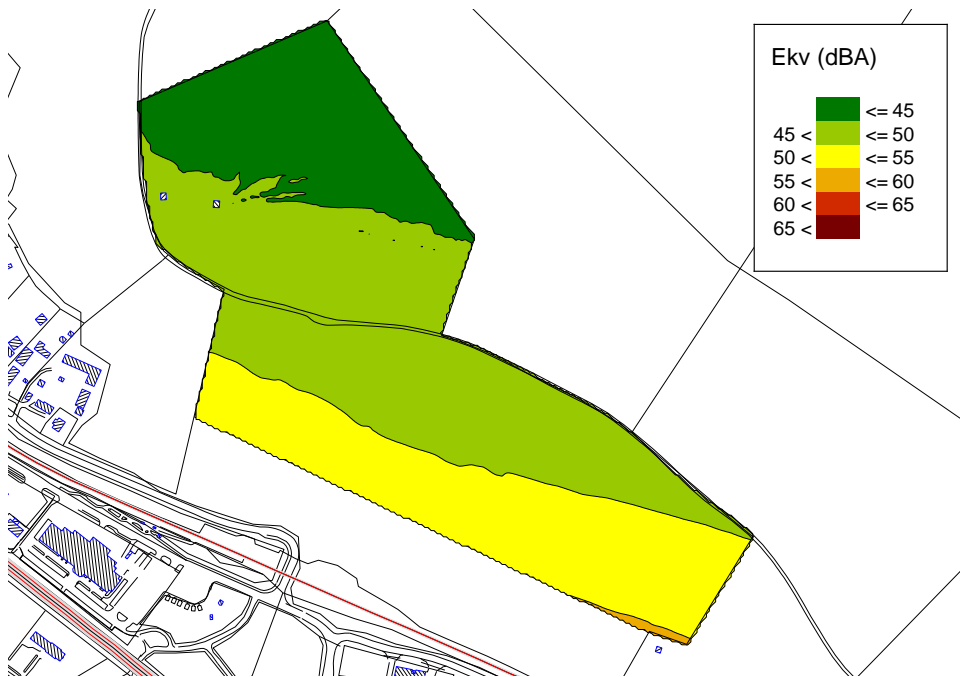 Ekv (dBA)
<= 45
45 < <= 50
50 < <= 55
55 < <= 60
60 < <= 65
65 <